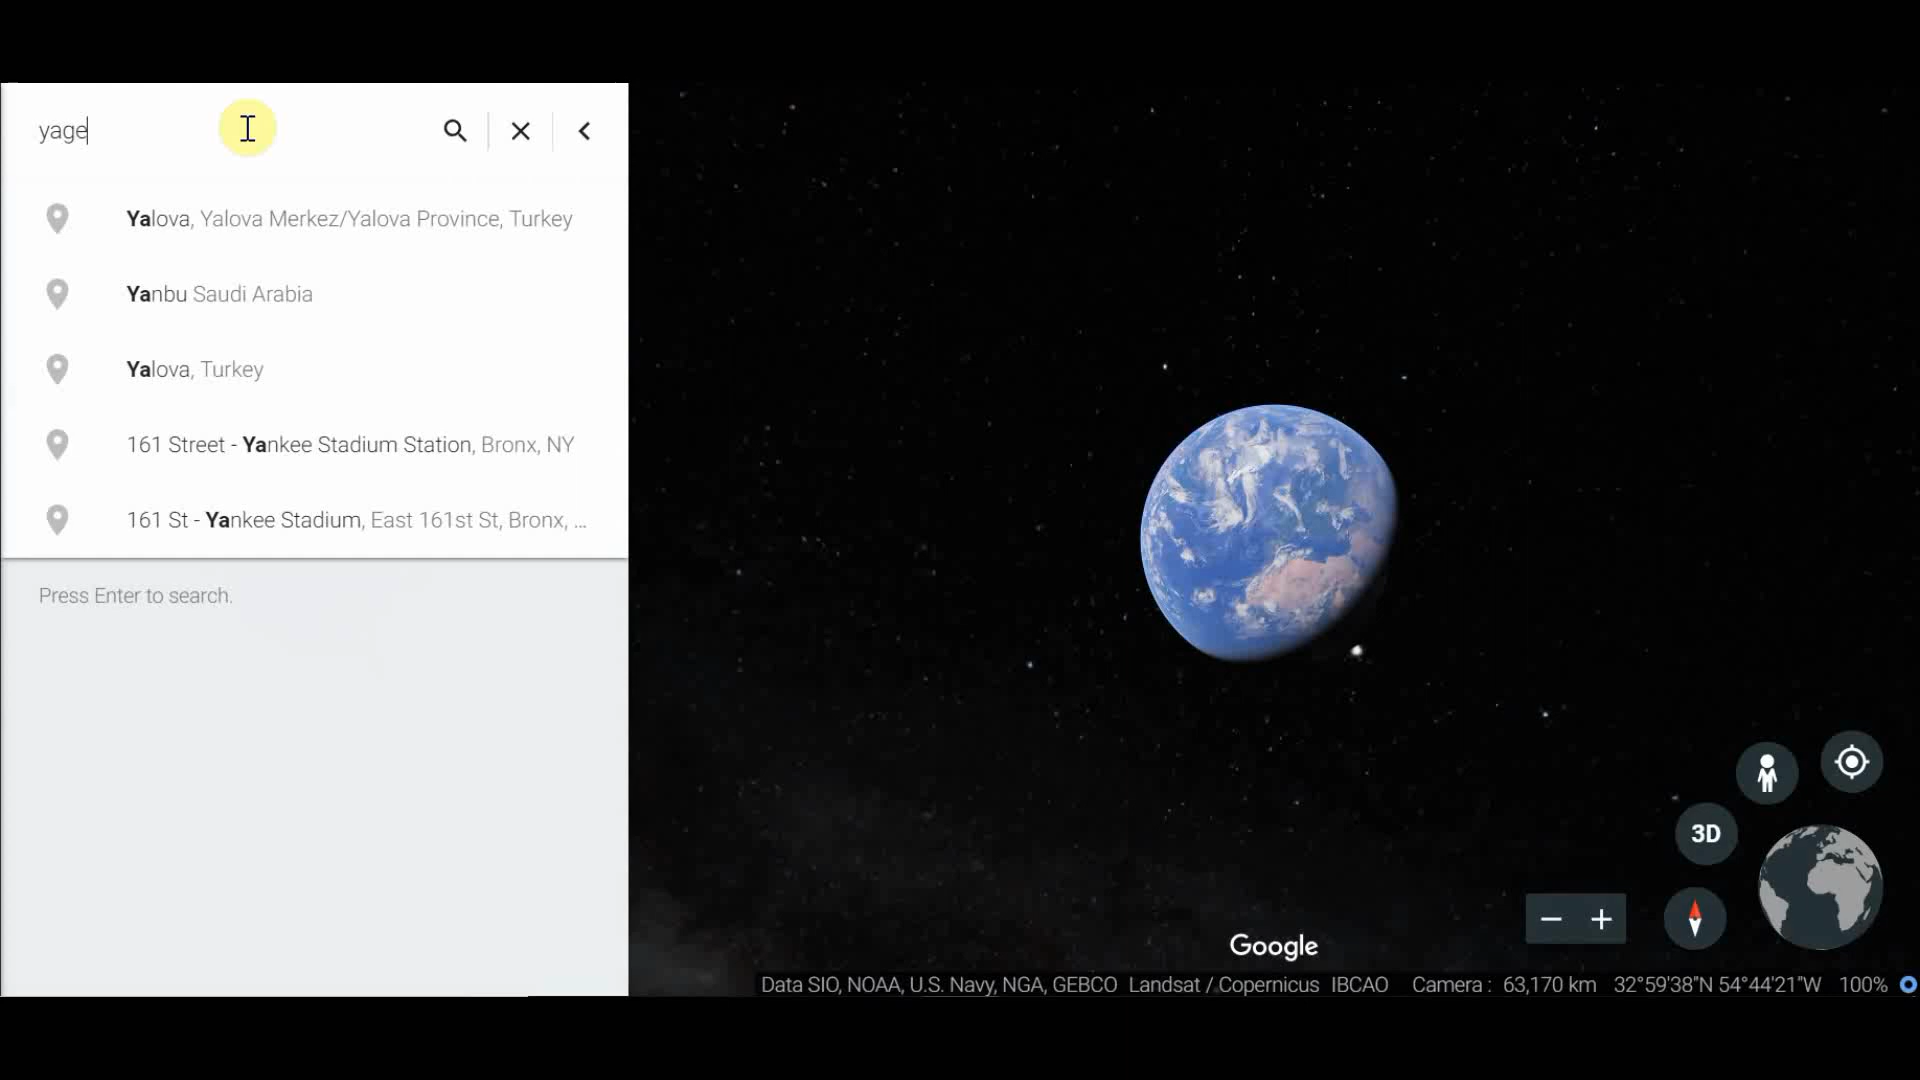 yage
Yalova, Yalova Merkez/Yalova Province, Turkey
Yanbu Saudi Arabia
Yalova, Turkey
161 Street - Yankee Stadium Station, Bronx, NY
161 St - Yankee Stadium, East 161st St, Bronx, ...
Press Enter to search.
3D
Google
Data SIO, NOAA, U.S. Navy, NGA, GEBCO Landsat / Copernicus IBCAO Camera : 63,170 km 32°59'38"N 54°44'21"W 100%